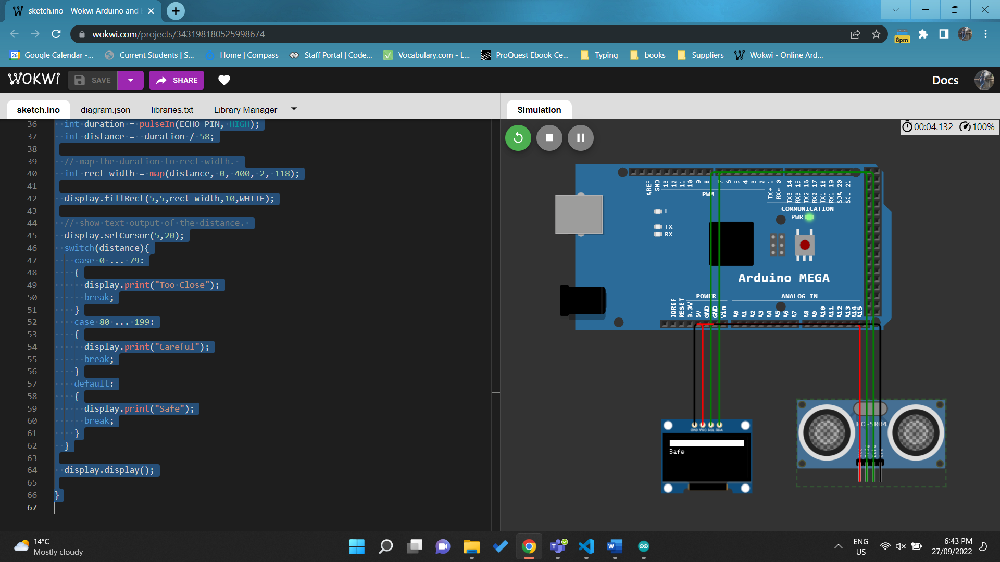 sketch.ino - Wokwi Arduino and
wokwi.com/projects/343198180525998674
8pm
26 Google Calendar -...
Current Students | S...
Home | Compass
Staff Portal | Code...
Vocabulary.com - L...
ProQuest Ebook Ce...
Typing
books
Suppliers
Wokwi - Online Ard...
WOKWI
SAVE
SHARE
Docs
sketch.ino
diagram.json
libraries.txt
Library Manager
Simulation
36 int duration = pulseIn(ECHO_PIN, HIGH);
37 int distance =  duration / 58;
38
39 // map the duration to rect width.
40 int rect_width = map(distance, 0, 400, 2, 118);
41
42 display.fillRect(5,5,rect_width,10,WHITE);
43
44 // show text output of the distance.
45 display.setCursor(5,20);
46 switch(distance){
47 case 0 ... 79:
48 {
49 display.print("Too Close");
50 break;
51 }
52 case 80 ... 199:
53 {
54 display.print("Careful");
55 break;
56 }
57 default:
58 {
59 display.print("Safe");
60 break;
61 }
62 }
63
64 display.display();
65
66 }
67
00:04.132
100%
AREF GND 13 12 11 10 9 8 7 6 5 4 3 2 TX→1 RX←0 TX3 14 RX3 15 TX2 16 RX2 17 TX1 18 RX1 19 SDA 20 SCL 21
PWM
COMMUNICATION
PWR
L
TX
RX
Arduino MEGA
POWER
ANALOG IN
IOREF RESET 3.3V 5V GND GND Vin A0 A1 A2 A3 A4 A5 A6 A7 A8 A9 A10 A11 A12 A13 A14 A15
GND VCC SCL SDA
Safe
HC-SR04
14°C
Mostly cloudy
ENG
US
6:43 PM
27/09/2022